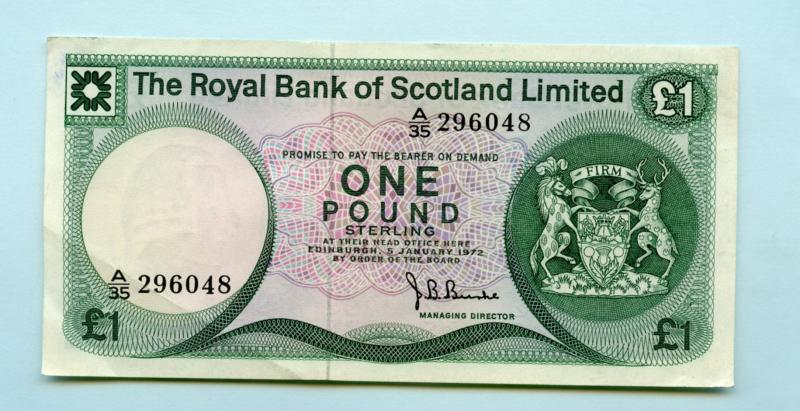 The Royal Bank of Scotland Limited
£1
A/35 296048
PROMISE TO PAY THE BEARER ON DEMAND
ONE
POUND
STERLING
AT THEIR HEAD OFFICE HERE
EDINBURGH, 5 JANUARY 1972
BY ORDER OF THE BOARD
FIRM
A/35 296048
J. B. Burke
MANAGING DIRECTOR
£1
£1